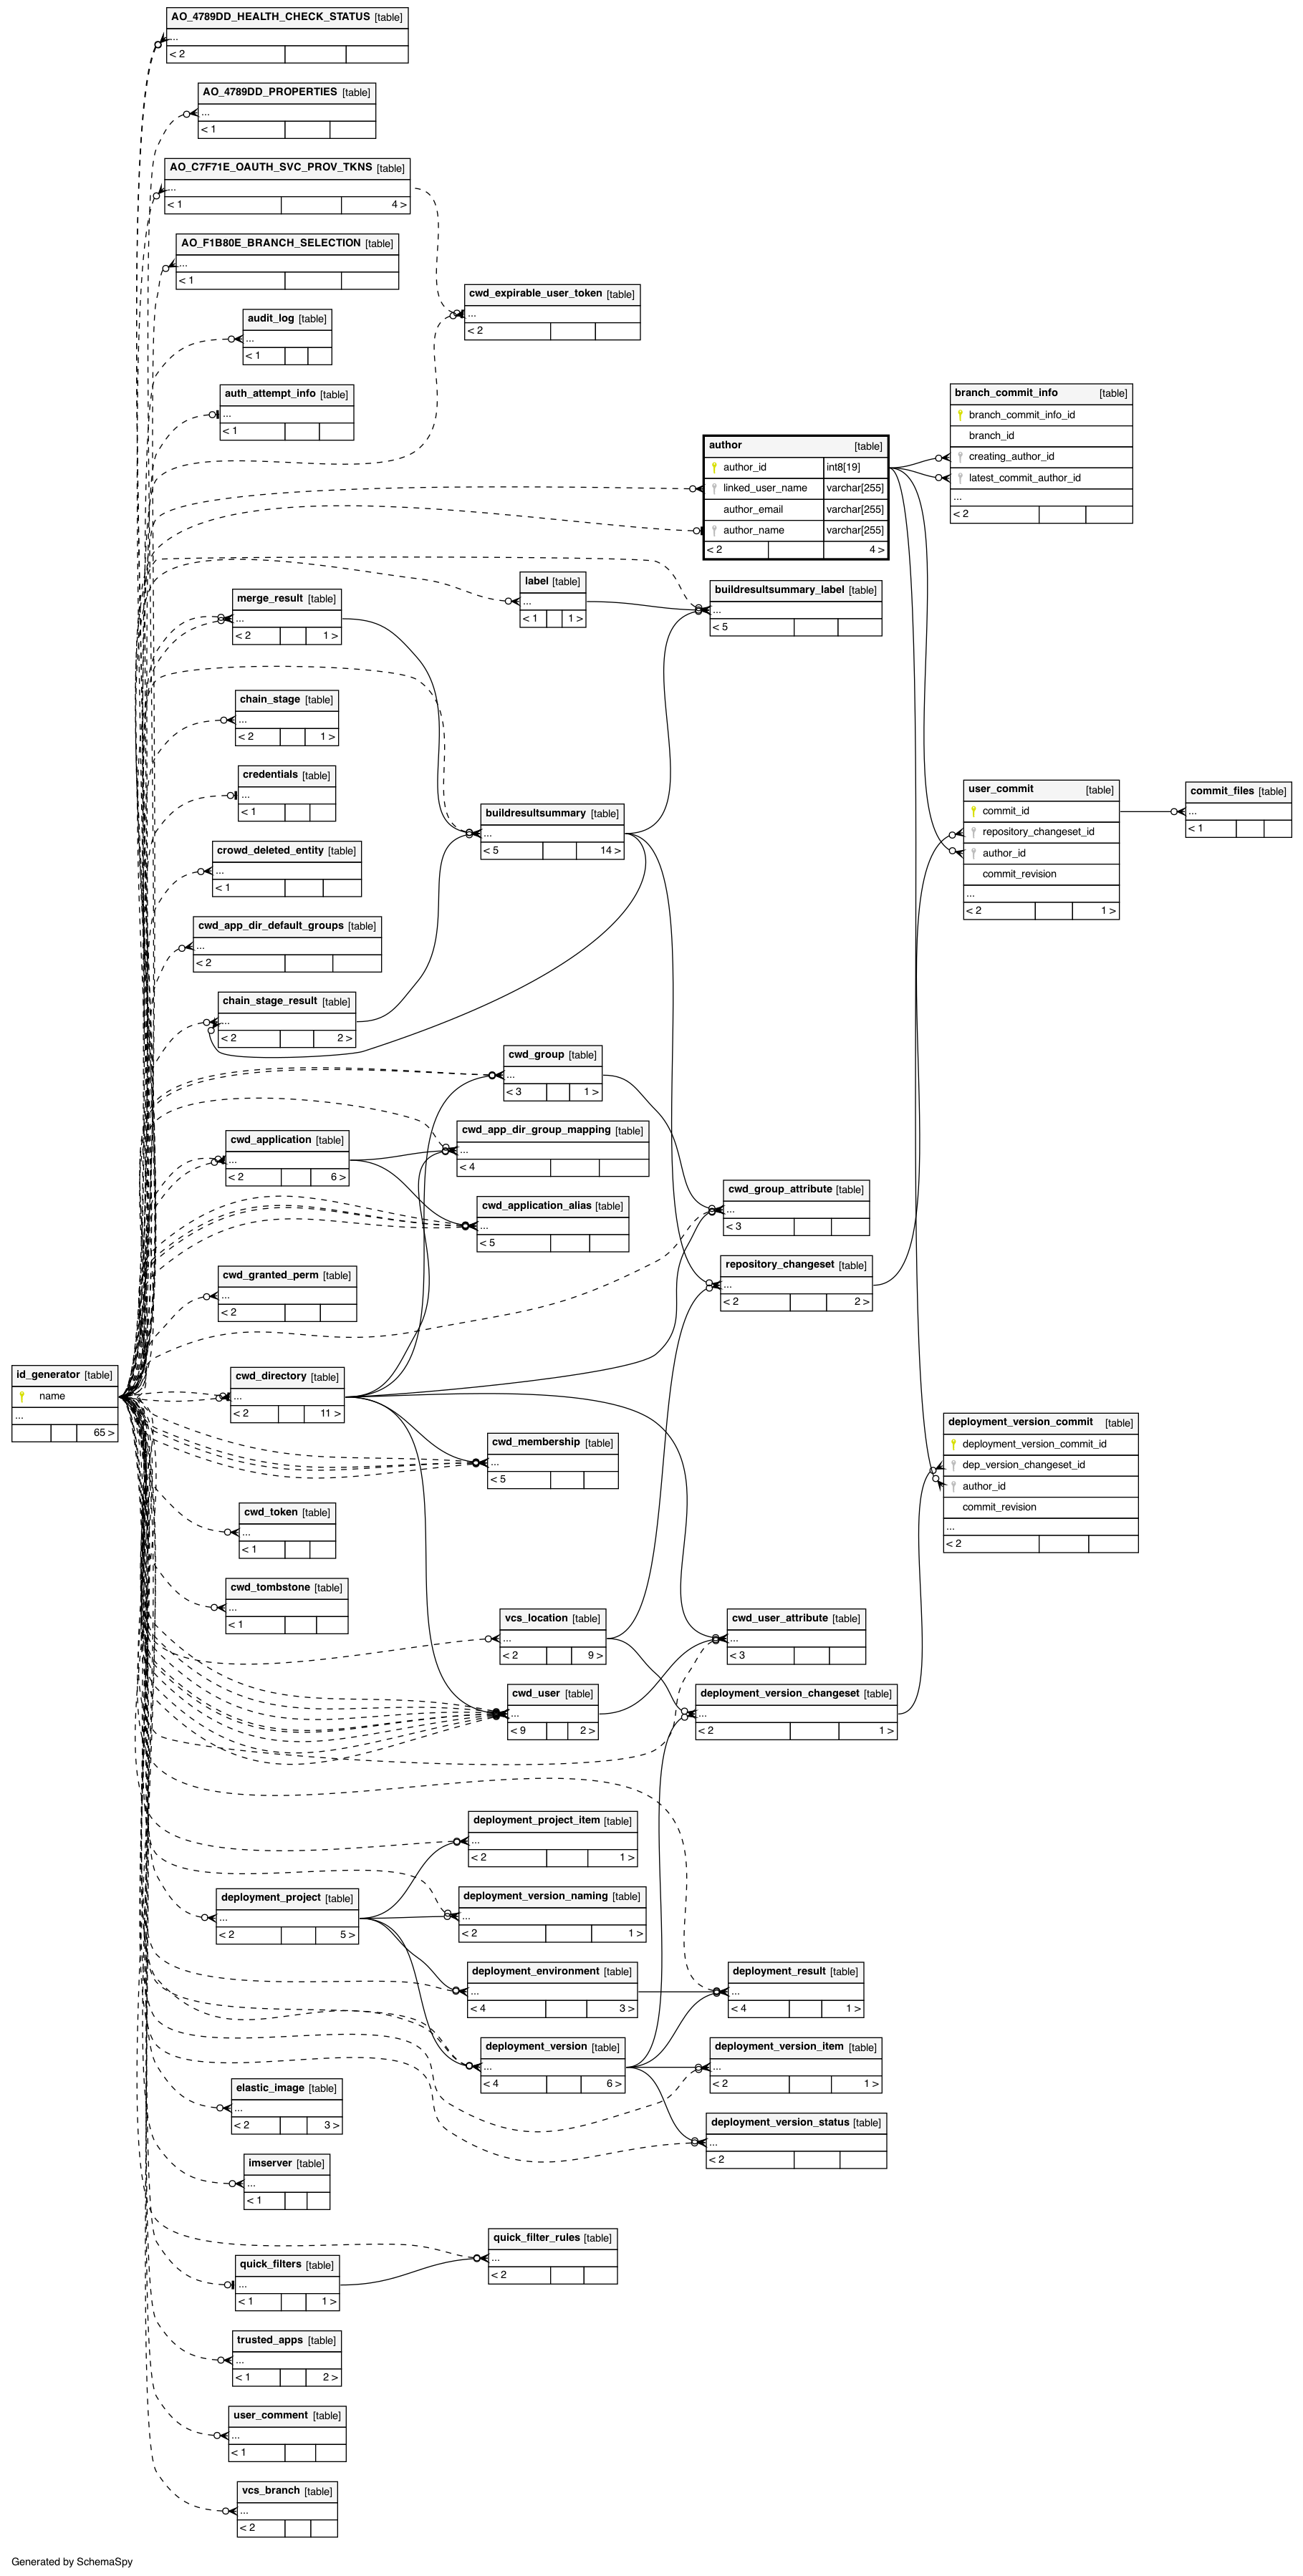 AO_4789DD_HEALTH_CHECK_STATUS [table]
...
< 2
AO_4789DD_PROPERTIES [table]
...
< 1
AO_C7F71E_OAUTH_SVC_PROV_TKNS [table]
...
< 1 4 >
AO_F1B80E_BRANCH_SELECTION [table]
...
< 1
cwd_expirable_user_token [table]
...
< 2
audit_log [table]
...
< 1
auth_attempt_info [table]
...
< 1
branch_commit_info [table]
branch_commit_info_id
branch_id
creating_author_id
latest_commit_author_id
...
< 2
author [table]
author_id int8[19]
linked_user_name varchar[255]
author_email varchar[255]
author_name varchar[255]
< 2 4 >
label [table]
...
< 1 1 >
buildresultsummary_label [table]
...
< 5
merge_result [table]
...
< 2 1 >
chain_stage [table]
...
< 2 1 >
credentials [table]
...
< 1
user_commit [table]
commit_id
repository_changeset_id
author_id
commit_revision
...
< 2 1 >
commit_files [table]
...
< 1
buildresultsummary [table]
...
< 5 14 >
crowd_deleted_entity [table]
...
< 1
cwd_app_dir_default_groups [table]
...
< 2
chain_stage_result [table]
...
< 2 2 >
cwd_group [table]
...
< 3 1 >
cwd_app_dir_group_mapping [table]
...
< 4
cwd_application [table]
...
< 2 6 >
cwd_group_attribute [table]
...
< 3
cwd_application_alias [table]
...
< 5
repository_changeset [table]
...
< 2 2 >
cwd_granted_perm [table]
...
< 2
id_generator [table]
name
...
65 >
cwd_directory [table]
...
< 2 11 >
deployment_version_commit [table]
deployment_version_commit_id
dep_version_changeset_id
author_id
commit_revision
...
< 2
cwd_membership [table]
...
< 5
cwd_token [table]
...
< 1
cwd_tombstone [table]
...
< 1
vcs_location [table]
...
< 2 9 >
cwd_user_attribute [table]
...
< 3
cwd_user [table]
...
< 9 2 >
deployment_version_changeset [table]
...
< 2 1 >
deployment_project_item [table]
...
< 2 1 >
deployment_project [table]
...
< 2 5 >
deployment_version_naming [table]
...
< 2 1 >
deployment_environment [table]
...
< 4 3 >
deployment_result [table]
...
< 4 1 >
deployment_version [table]
...
< 4 6 >
deployment_version_item [table]
...
< 2 1 >
elastic_image [table]
...
< 2 3 >
deployment_version_status [table]
...
< 2
imserver [table]
...
< 1
quick_filter_rules [table]
...
< 2
quick_filters [table]
...
< 1 1 >
trusted_apps [table]
...
< 1 2 >
user_comment [table]
...
< 1
vcs_branch [table]
...
< 2
Generated by SchemaSpy